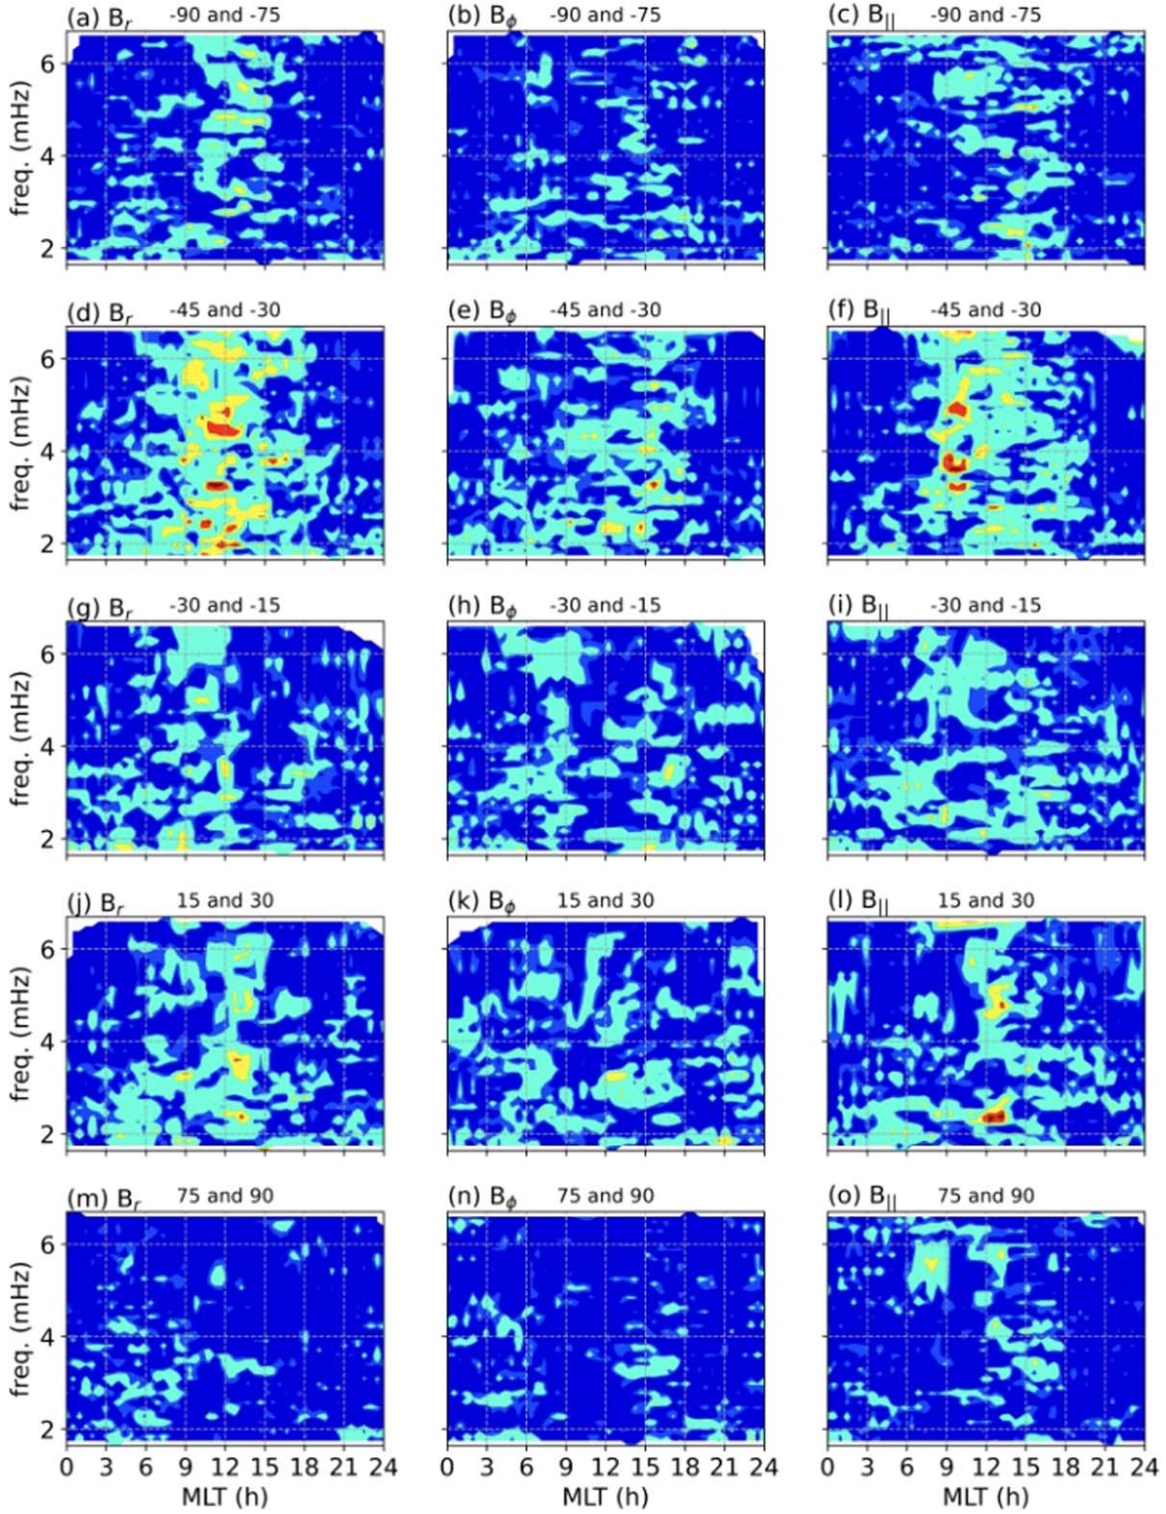 (a) Br -90 and -75
(b) Bϕ -90 and -75
(c) B|| -90 and -75
freq. (mHz)
6
4
2
(d) Br -45 and -30
(e) Bϕ -45 and -30
(f) B|| -45 and -30
freq. (mHz)
6
4
2
(g) Br -30 and -15
(h) Bϕ -30 and -15
(i) B|| -30 and -15
freq. (mHz)
6
4
2
(j) Br 15 and 30
(k) Bϕ 15 and 30
(l) B|| 15 and 30
freq. (mHz)
6
4
2
(m) Br 75 and 90
(n) Bϕ 75 and 90
(o) B|| 75 and 90
freq. (mHz)
6
4
2
0 3 6 9 12 15 18 21 24
0 3 6 9 12 15 18 21 24
0 3 6 9 12 15 18 21 24
MLT (h)
MLT (h)
MLT (h)